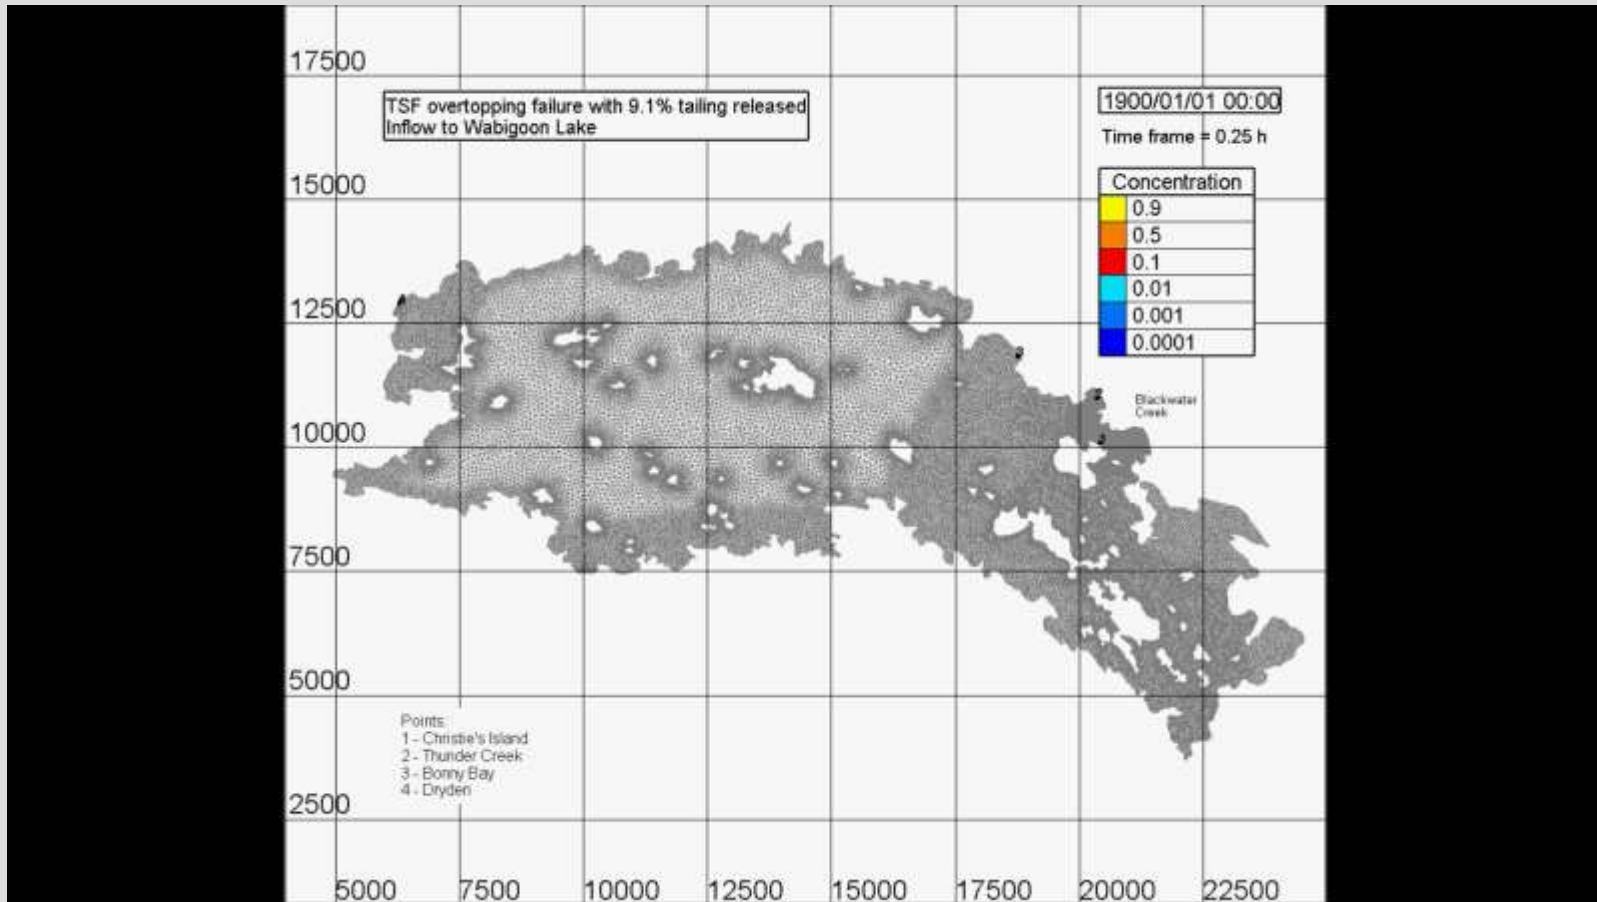 17500
TSF overtopping failure with 9.1% tailing released
Inflow to Wabigoon Lake
1900/01/01 00:00
Time frame = 0.25 h
15000
Concentration
0.9
0.5
0.1
0.01
0.001
0.0001
12500
Blackwater
Creek
10000
7500
5000
Points:
1 - Christie's Island
2 - Thunder Creek
3 - Bonny Bay
4 - Dryden
2500
5000 7500 10000 12500 15000 17500 20000 22500